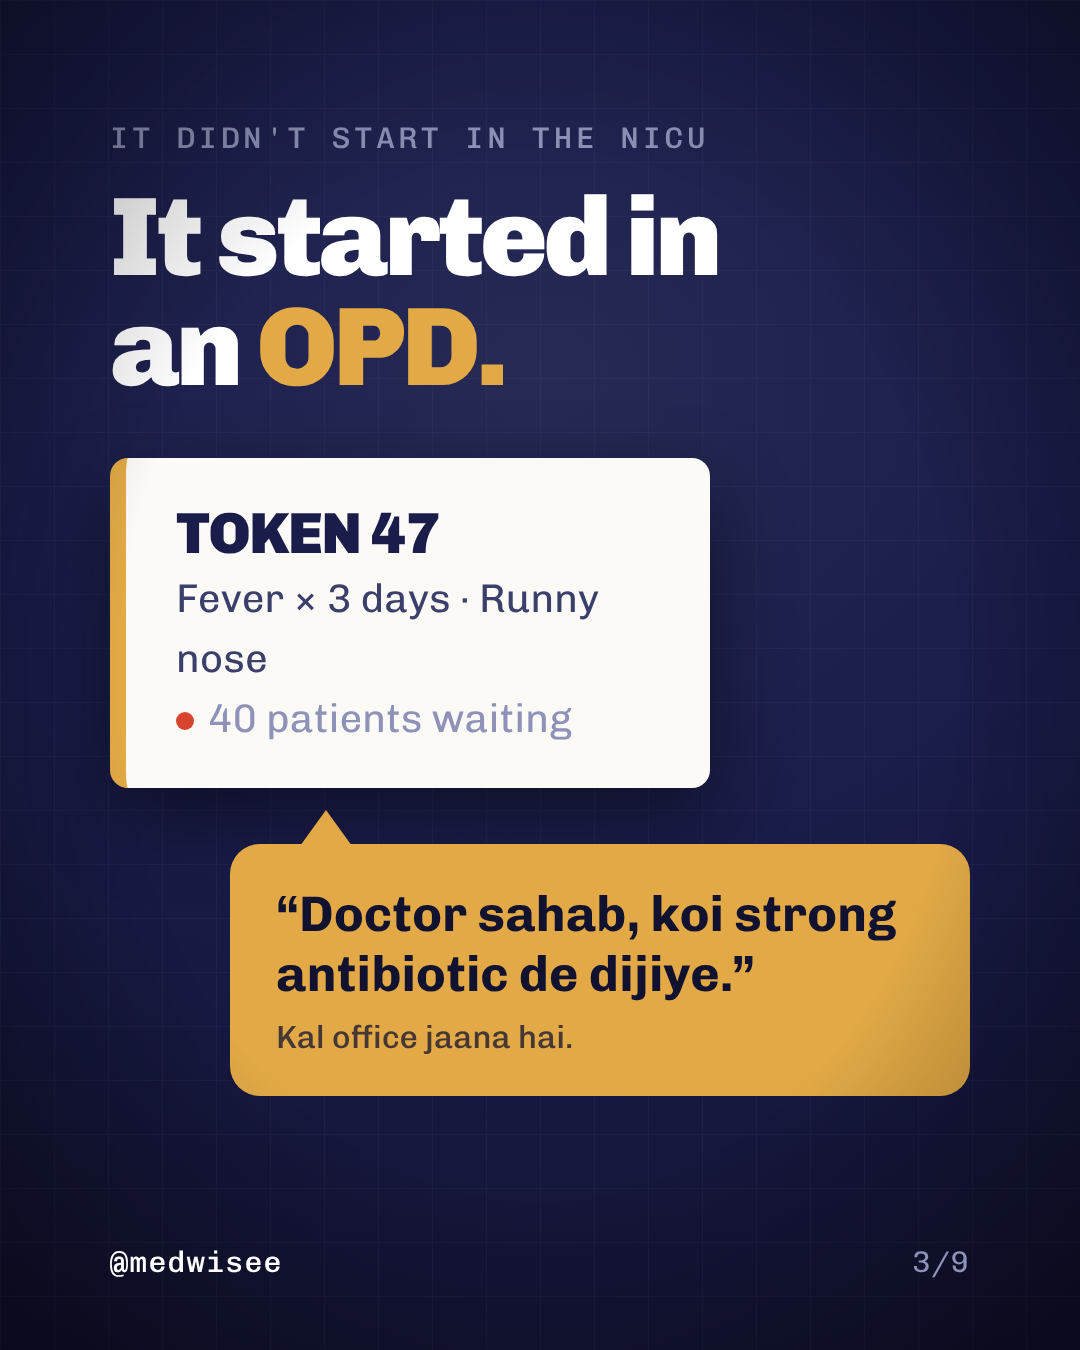 IT DIDN'T START IN THE NICU
It started in
an OPD.
TOKEN 47
Fever × 3 days · Runny
nose
40 patients waiting
“Doctor sahab, koi strong
antibiotic de dijiye.”
Kal office jaana hai.
@medwisee
3/9